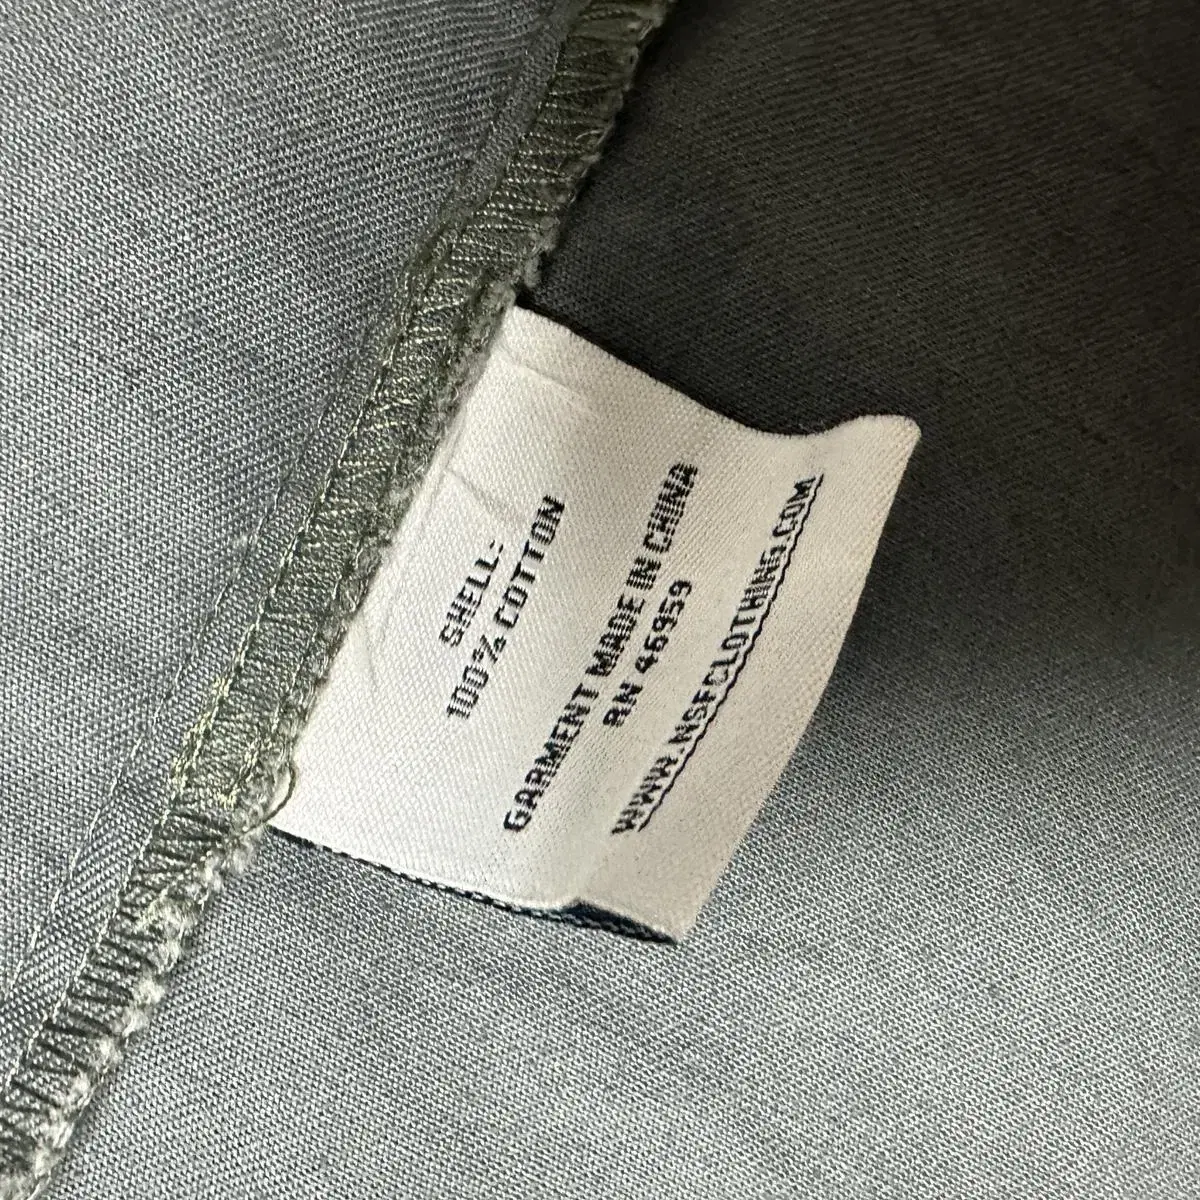 SHELL:
100% COTTON
GARMENT MADE IN CHINA
RN 46959
WWW.NSFCLOTHING.COM